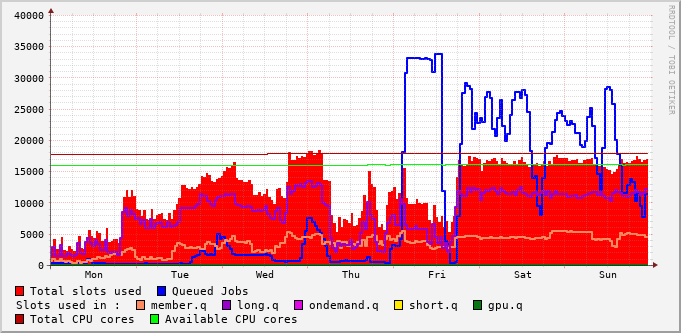 40000
35000
30000
25000
20000
15000
10000
5000
0
Mon Tue Wed Thu Fri Sat Sun
RRDTOOL / TOBI OETIKER
Total slots used Queued Jobs
Slots used in : member.q long.q ondemand.q short.q gpu.q
Total CPU cores Available CPU cores